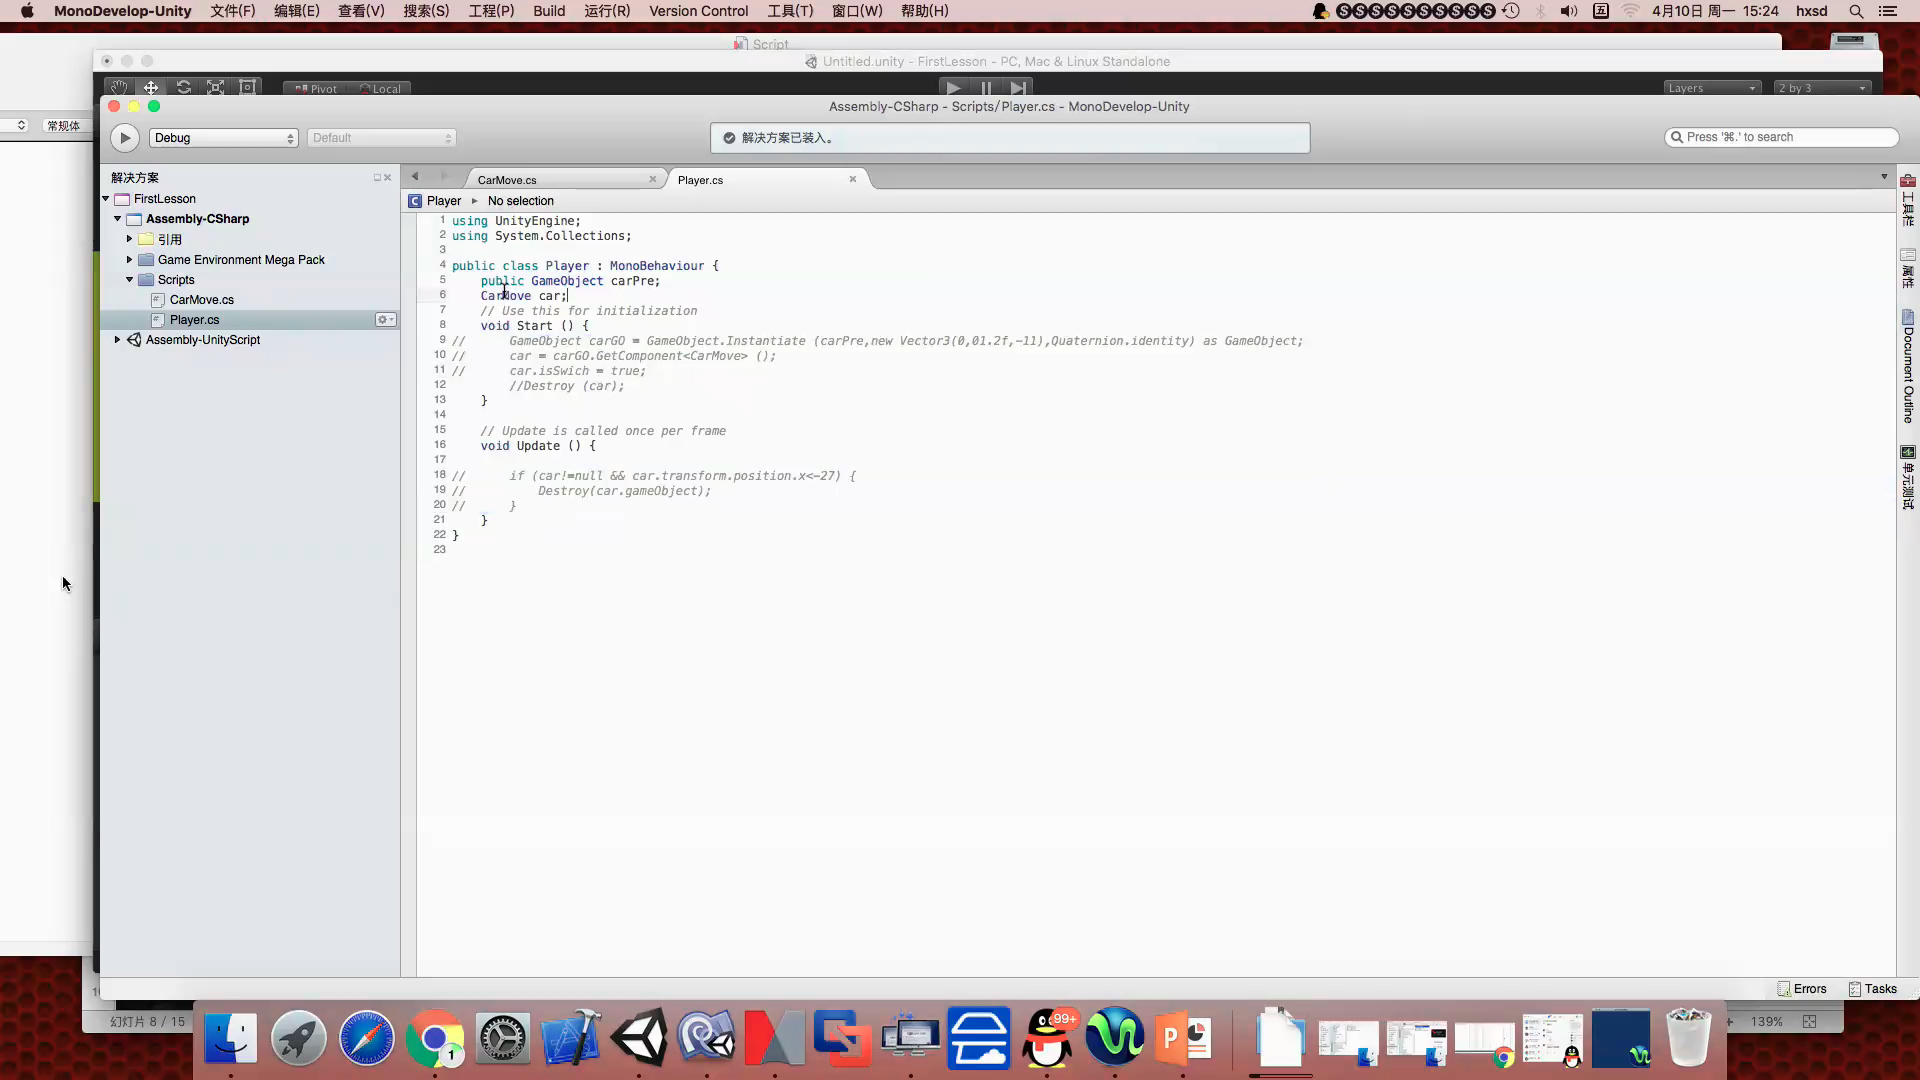 MonoDevelop-Unity 文件(F) 编辑(E) 查看(V) 搜索(S) 工程(P) Build 运行(R) Version Control 工具(T) 窗口(W) 帮助(H) 五 4月10日 周一 15:24 hxsd
Script
Untitled.unity - FirstLesson - PC, Mac & Linux Standalone
Pivot Local Layers 2 by 3
Assembly-CSharp - Scripts/Player.cs - MonoDevelop-Unity
常规体
Debug Default 解决方案已装入。 Press '⌘.' to search
解决方案 CarMove.cs Player.cs
FirstLesson
Player ▸ No selection
Assembly-CSharp
引用
Game Environment Mega Pack
Scripts
CarMove.cs
Player.cs
Assembly-UnityScript
1 using UnityEngine;
2 using System.Collections;
3
4 public class Player : MonoBehaviour {
5 public GameObject carPre;
6 CarMove car;
7 // Use this for initialization
8 void Start () {
9 // GameObject carGO = GameObject.Instantiate (carPre,new Vector3(0,01.2f,-11),Quaternion.identity) as GameObject;
10 // car = carGO.GetComponent<CarMove> ();
11 // car.isSwich = true;
12 //Destroy (car);
13 }
14
15 // Update is called once per frame
16 void Update () {
17
18 // if (car!=null && car.transform.position.x<-27) {
19 // Destroy(car.gameObject);
20 // }
21 }
22 }
23
工具栏
属性
Document Outline
单元测试
Errors Tasks
幻灯片 8 / 15
139%
99+
1